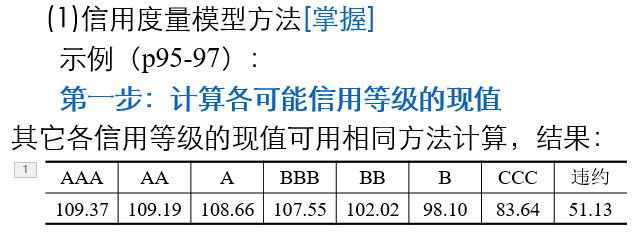 (1)信用度量模型方法[掌握]
示例（p95-97）:
第一步：计算各可能信用等级的现值
其它各信用等级的现值可用相同方法计算，结果：
1
AAA AA A BBB BB B CCC 违约
109.37 109.19 108.66 107.55 102.02 98.10 83.64 51.13